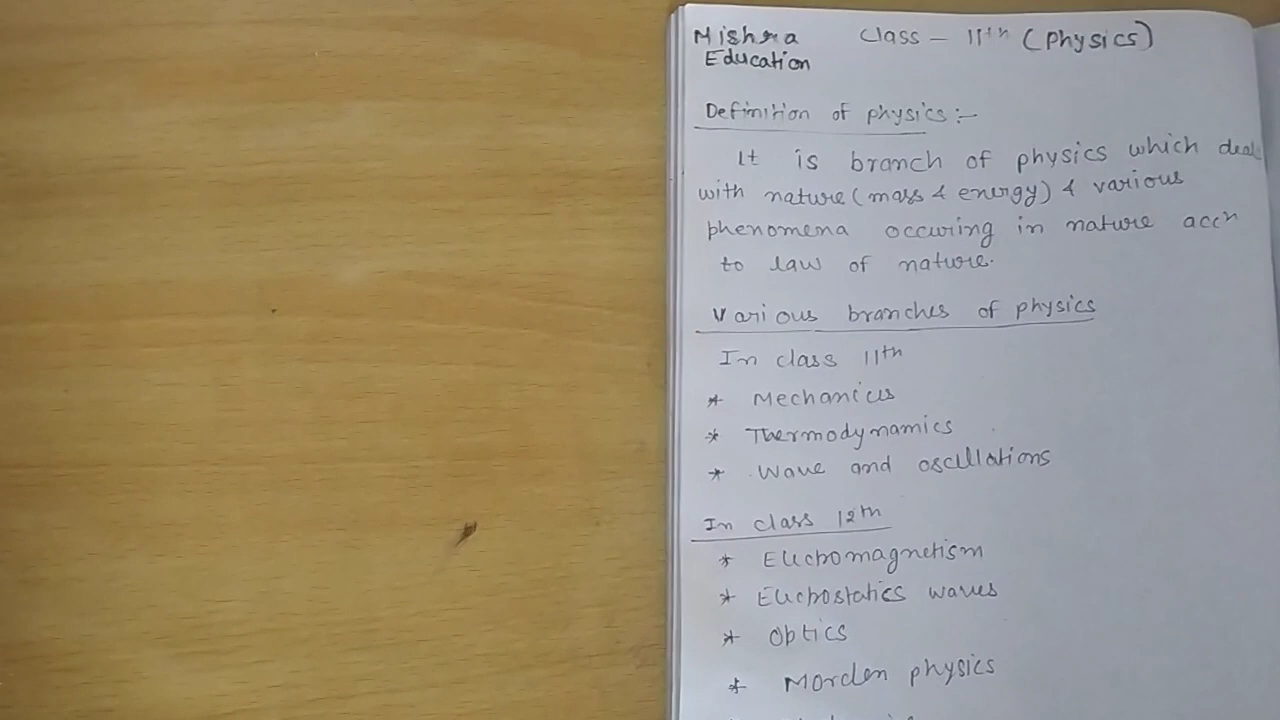 Mishra Class - 11th (Physics)
Education
Definition of physics :-
It is branch of physics which deal
with nature (mass & energy) & various
phenomena occuring in nature accn
to law of nature.
Various branches of physics
In class 11th
* Mechanics
* Thermodynamics
* Wave and oscillations
In class 12th
* Electromagnetism
* Electrostatics waves
* Optics
* Morden physics